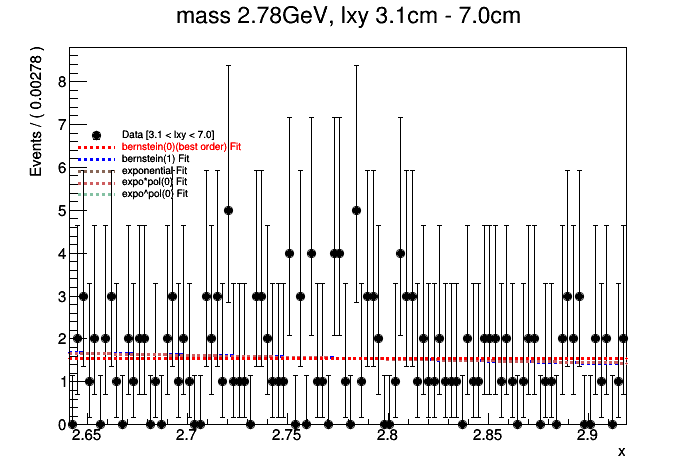 mass 2.78GeV, lxy 3.1cm - 7.0cm
Events / ( 0.00278 )
8
7
6
5
4
3
2
1
0
Data [3.1 < lxy < 7.0]
bernstein(0)(best order) Fit
bernstein(1) Fit
exponential Fit
expo*pol(0) Fit
expo^pol(0) Fit
2.65 2.7 2.75 2.8 2.85 2.9
x